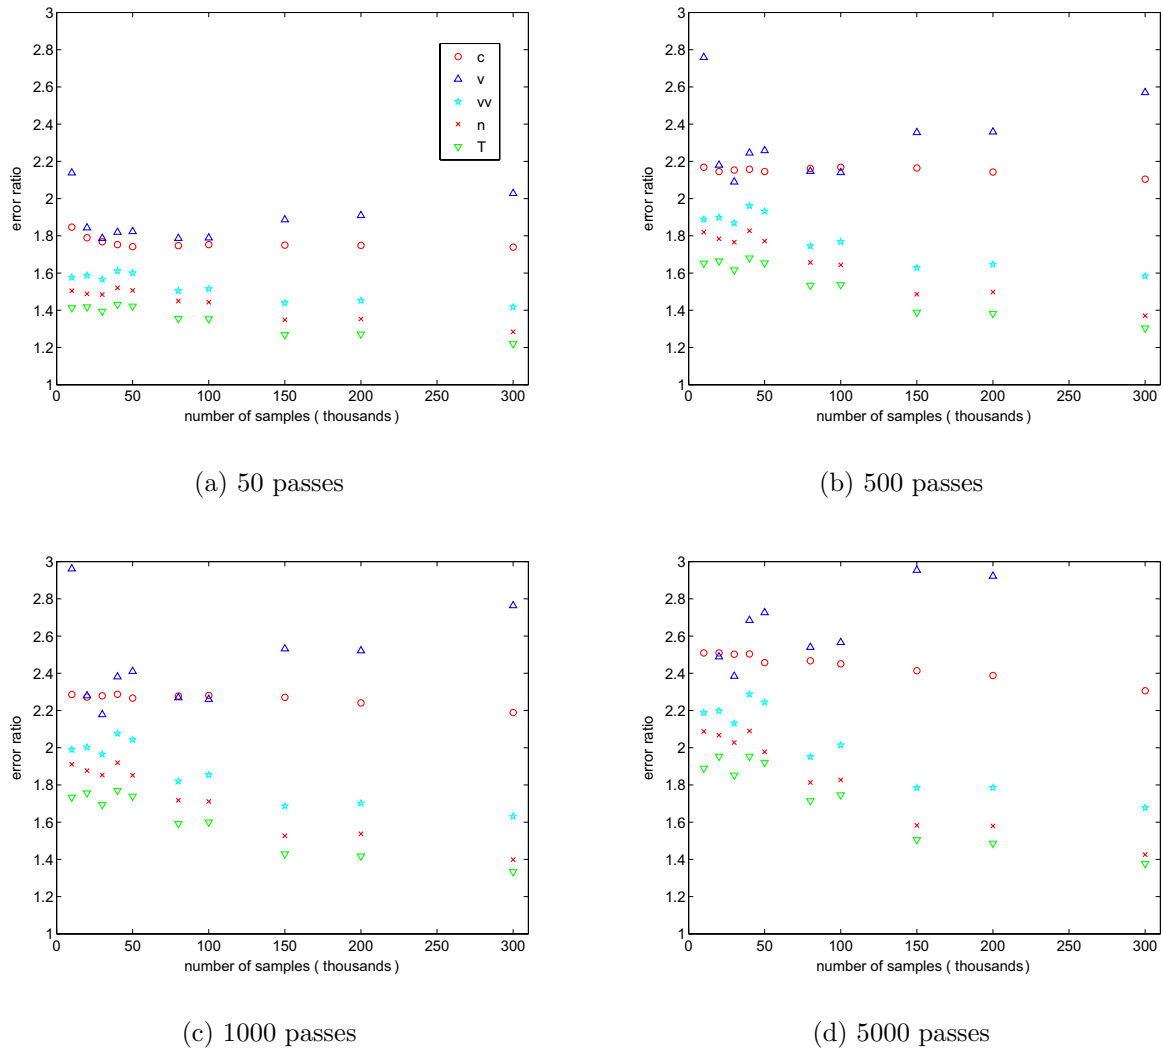 3
2.8
2.6
2.4
2.2
2
1.8
1.6
1.4
1.2
1
error ratio
c
v
vv
n
T
0 50 100 150 200 250 300
number of samples ( thousands )
(a) 50 passes
3
2.8
2.6
2.4
2.2
2
1.8
1.6
1.4
1.2
1
error ratio
0 50 100 150 200 250 300
number of samples ( thousands )
(b) 500 passes
3
2.8
2.6
2.4
2.2
2
1.8
1.6
1.4
1.2
1
error ratio
0 50 100 150 200 250 300
number of samples ( thousands )
(c) 1000 passes
3
2.8
2.6
2.4
2.2
2
1.8
1.6
1.4
1.2
1
error ratio
0 50 100 150 200 250 300
number of samples ( thousands )
(d) 5000 passes